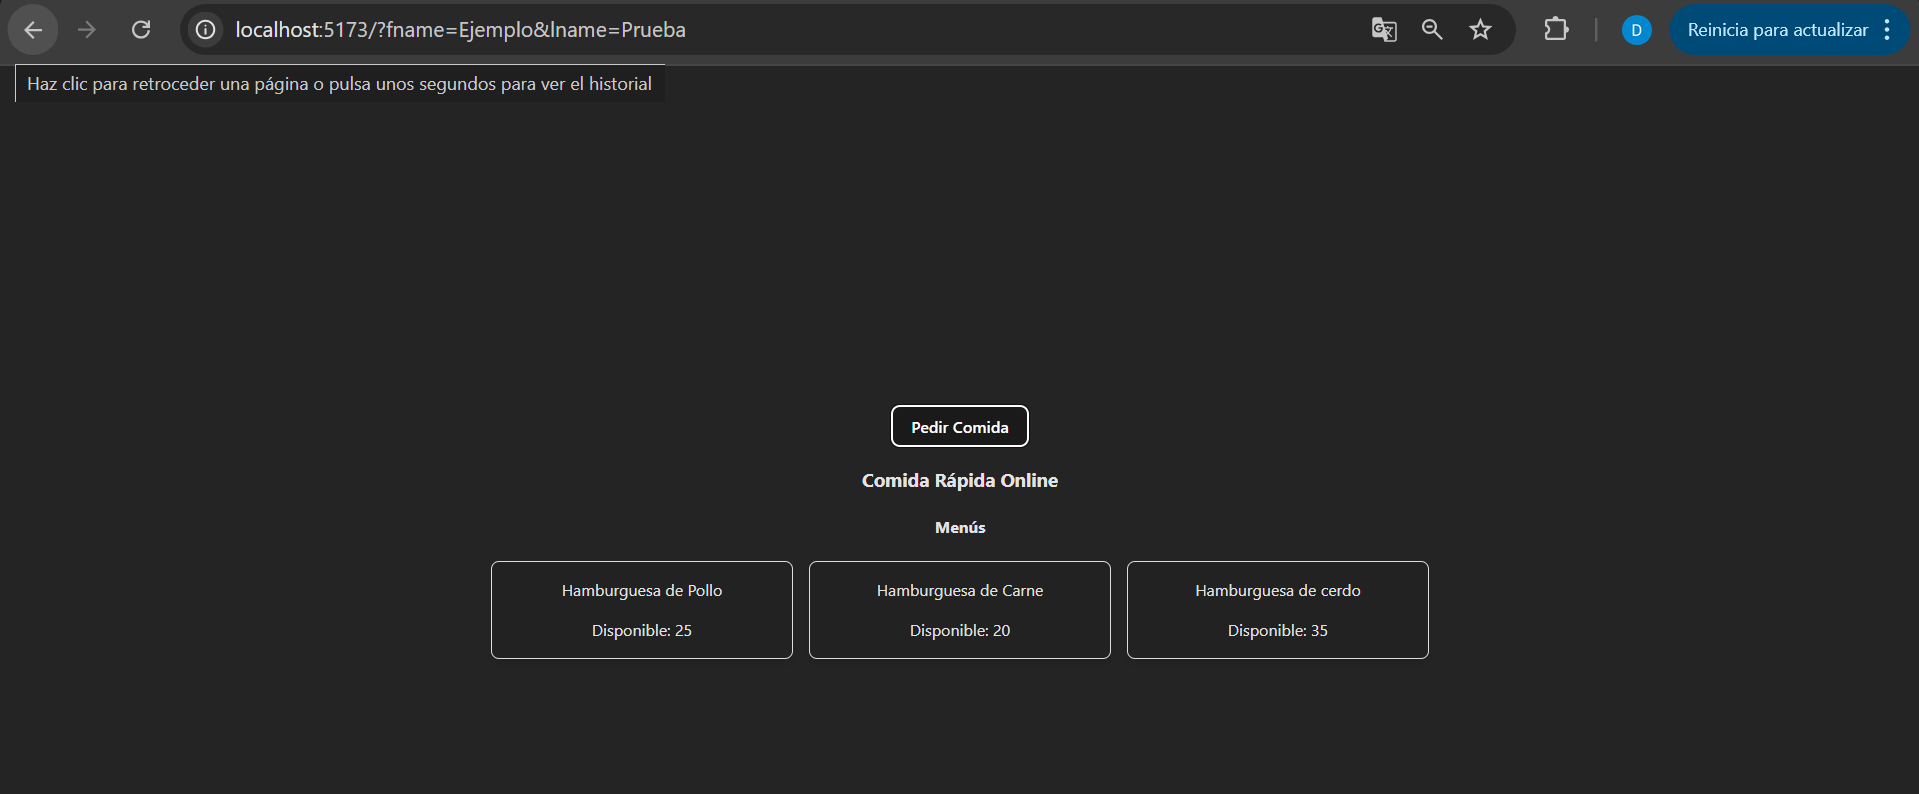 localhost:5173/?fname=Ejemplo&lname=Prueba
D
Reinicia para actualizar
Haz clic para retroceder una página o pulsa unos segundos para ver el historial
Pedir Comida
Comida Rápida Online
Menús
Hamburguesa de Pollo
Disponible: 25
Hamburguesa de Carne
Disponible: 20
Hamburguesa de cerdo
Disponible: 35